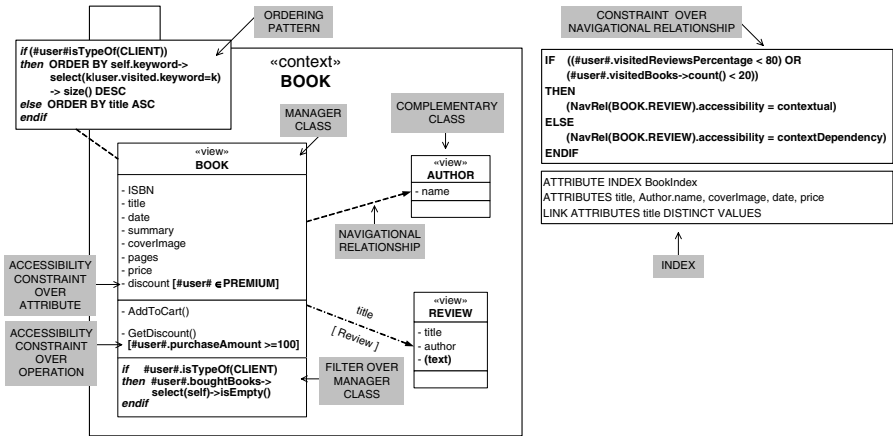 ORDERING
PATTERN
if (#user#isTypeOf(CLIENT))
then ORDER BY self.keyword->
select(k|user.visited.keyword=k)
-> size() DESC
else ORDER BY title ASC
endif
«context»
BOOK
MANAGER
CLASS
COMPLEMENTARY
CLASS
«view»
BOOK
- ISBN
- title
- date
- summary
- coverImage
- pages
- price
- discount [#user# ∈PREMIUM]
- AddToCart()
- GetDiscount()
[#user#.purchaseAmount >=100]
if #user#.isTypeOf(CLIENT)
then #user#.boughtBooks->
select(self)->isEmpty()
endif
ACCESSIBILITY
CONSTRAINT
OVER
ATTRIBUTE
ACCESSIBILITY
CONSTRAINT
OVER
OPERATION
«view»
AUTHOR
- name
NAVIGATIONAL
RELATIONSHIP
title
[ Review ]
«view»
REVIEW
- title
- author
- (text)
FILTER OVER
MANAGER
CLASS
CONSTRAINT OVER
NAVIGATIONAL RELATIONSHIP
IF ((#user#.visitedReviewsPercentage < 80) OR
(#user#.visitedBooks->count() < 20))
THEN
(NavRel(BOOK.REVIEW).accessibility = contextual)
ELSE
(NavRel(BOOK.REVIEW).accessibility = contextDependency)
ENDIF
ATTRIBUTE INDEX BookIndex
ATTRIBUTES title, Author.name, coverImage, date, price
LINK ATTRIBUTES title DISTINCT VALUES
INDEX